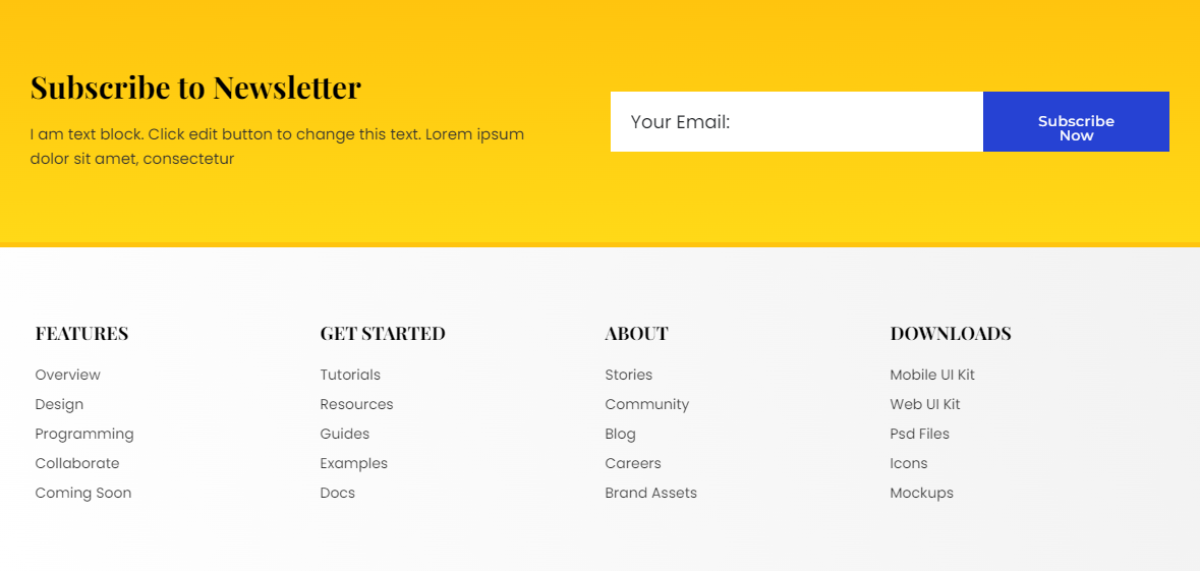 Subscribe to Newsletter
I am text block. Click edit button to change this text. Lorem ipsum
dolor sit amet, consectetur
Your Email:
Subscribe
Now
FEATURES
Overview
Design
Programming
Collaborate
Coming Soon
GET STARTED
Tutorials
Resources
Guides
Examples
Docs
ABOUT
Stories
Community
Blog
Careers
Brand Assets
DOWNLOADS
Mobile UI Kit
Web UI Kit
Psd Files
Icons
Mockups